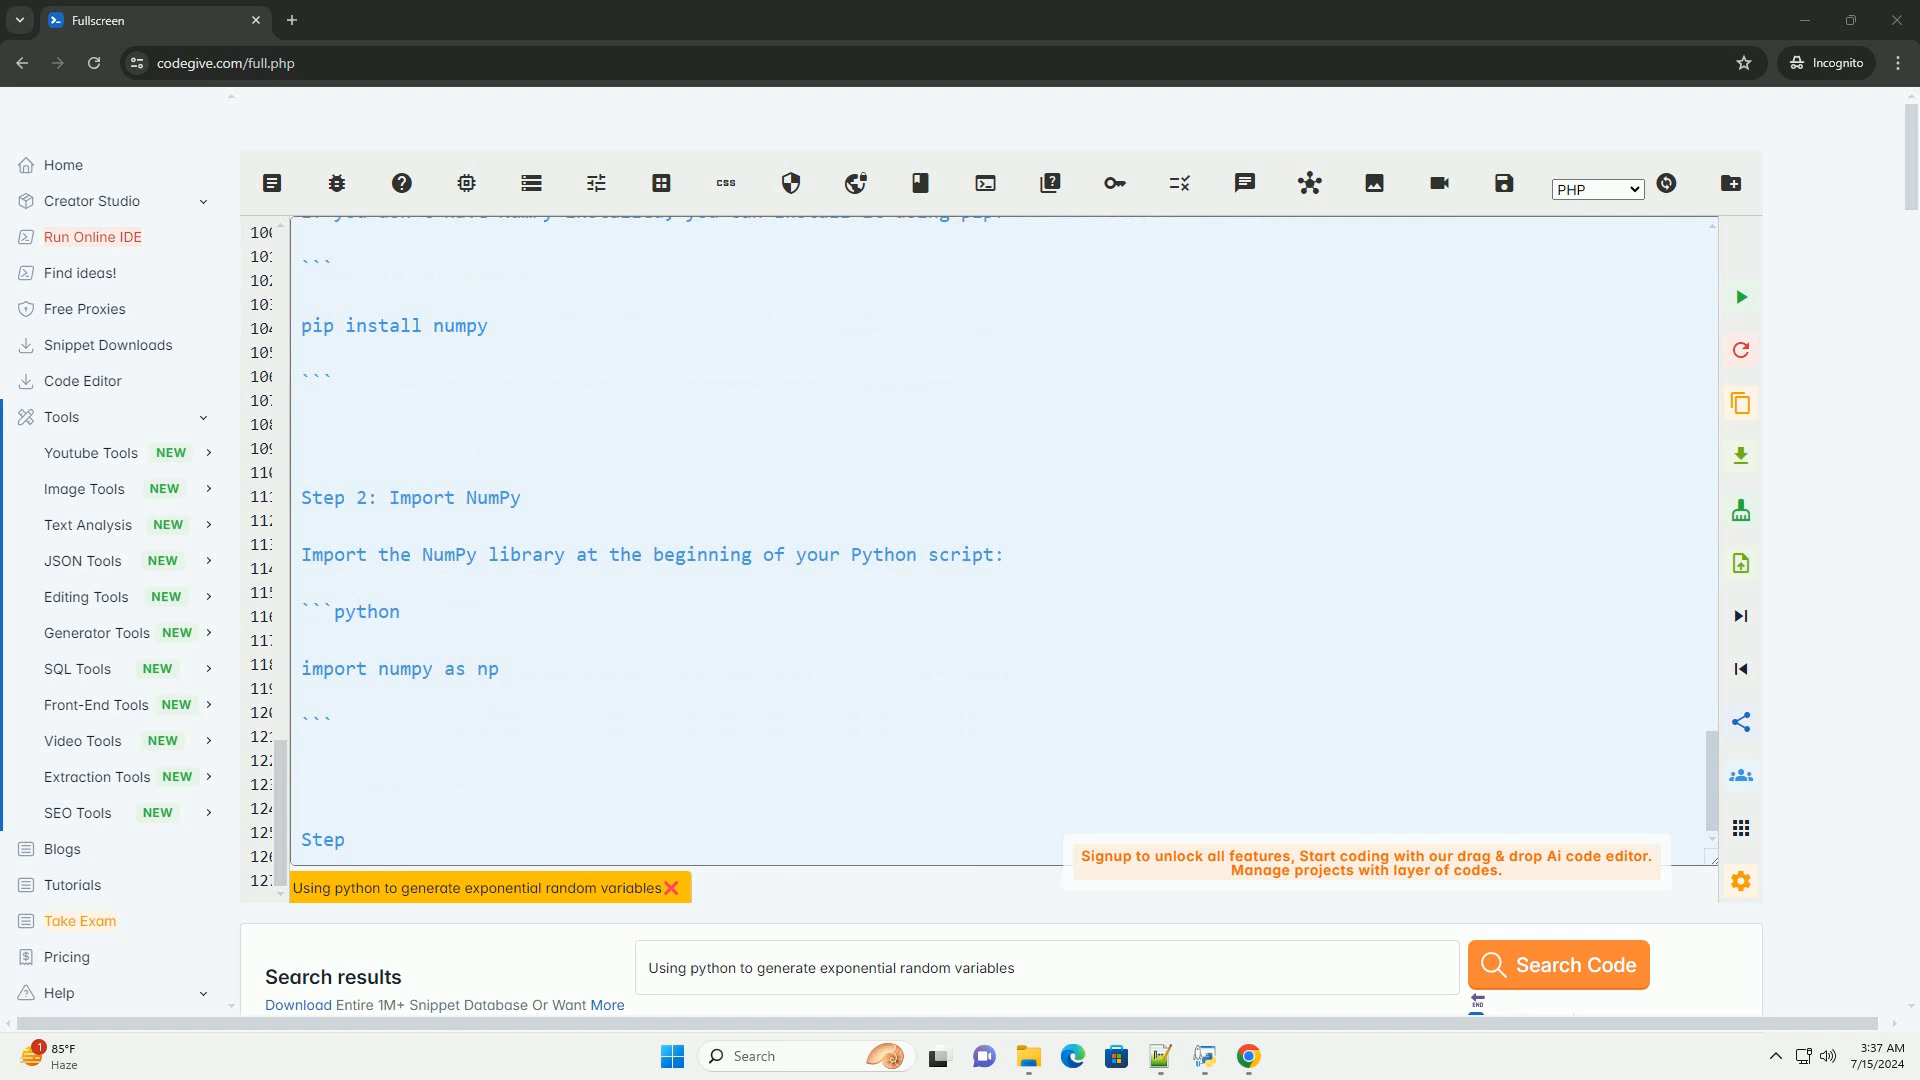 Fullscreen
codegive.com/full.php
Incognito
Home
Creator Studio
Run Online IDE
Find ideas!
Free Proxies
Snippet Downloads
Code Editor
Tools
Youtube Tools NEW
Image Tools NEW
Text Analysis NEW
JSON Tools NEW
Editing Tools NEW
Generator Tools NEW
SQL Tools NEW
Front-End Tools NEW
Video Tools NEW
Extraction Tools NEW
SEO Tools NEW
Blogs
Tutorials
Take Exam
Pricing
Help
css
PHP
```
pip install numpy
```
Step 2: Import NumPy
Import the NumPy library at the beginning of your Python script:
```python
import numpy as np
```
Step
Signup to unlock all features, Start coding with our drag & drop Ai code editor.
Manage projects with layer of codes.
Using python to generate exponential random variables❌
Search results
Using python to generate exponential random variables
Search Code
Download Entire 1M+ Snippet Database Or Want More
END
1
85°F
Haze
Search
3:37 AM
7/15/2024